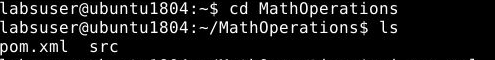 labsuser@ubuntu1804:~$ cd MathOperations
labsuser@ubuntu1804:~/MathOperations$ ls
pom.xml  src